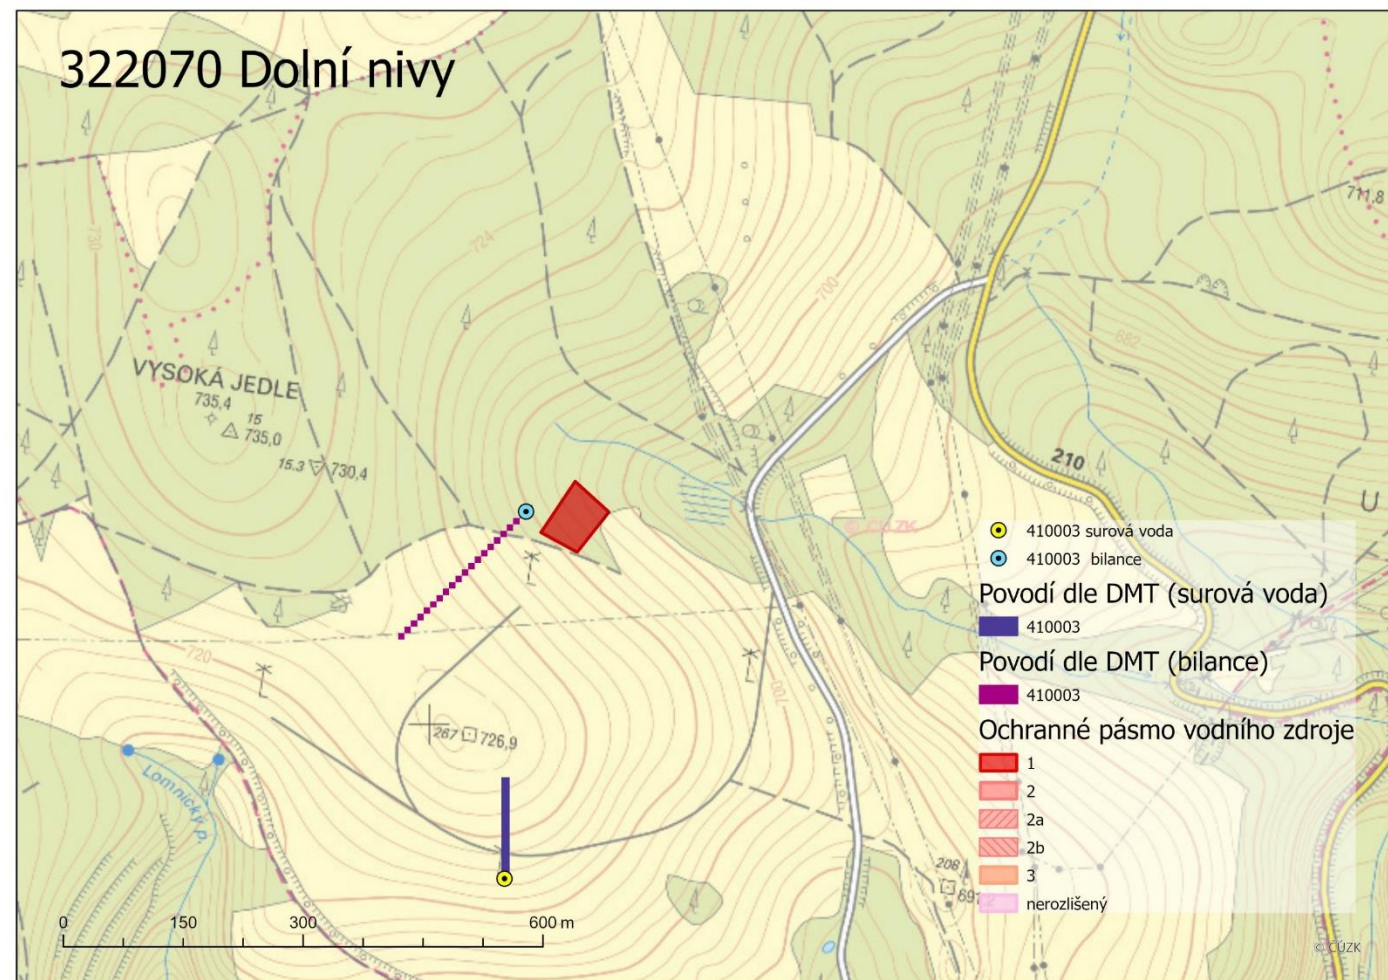 322070 Dolní nivy
730
724
711,8
700
682
VYSOKÁ JEDLE
735,4
15
735,0
15.3
730,4
210
U
© ČÚZK
410003 surová voda
410003 bilance
Povodí dle DMT (surová voda)
410003
Povodí dle DMT (bilance)
410003
Ochranné pásmo vodního zdroje
1
2
2a
2b
3
nerozlišený
720
700
267
726,9
Lomnický p.
208
0 150 300 600 m
© ČÚZK